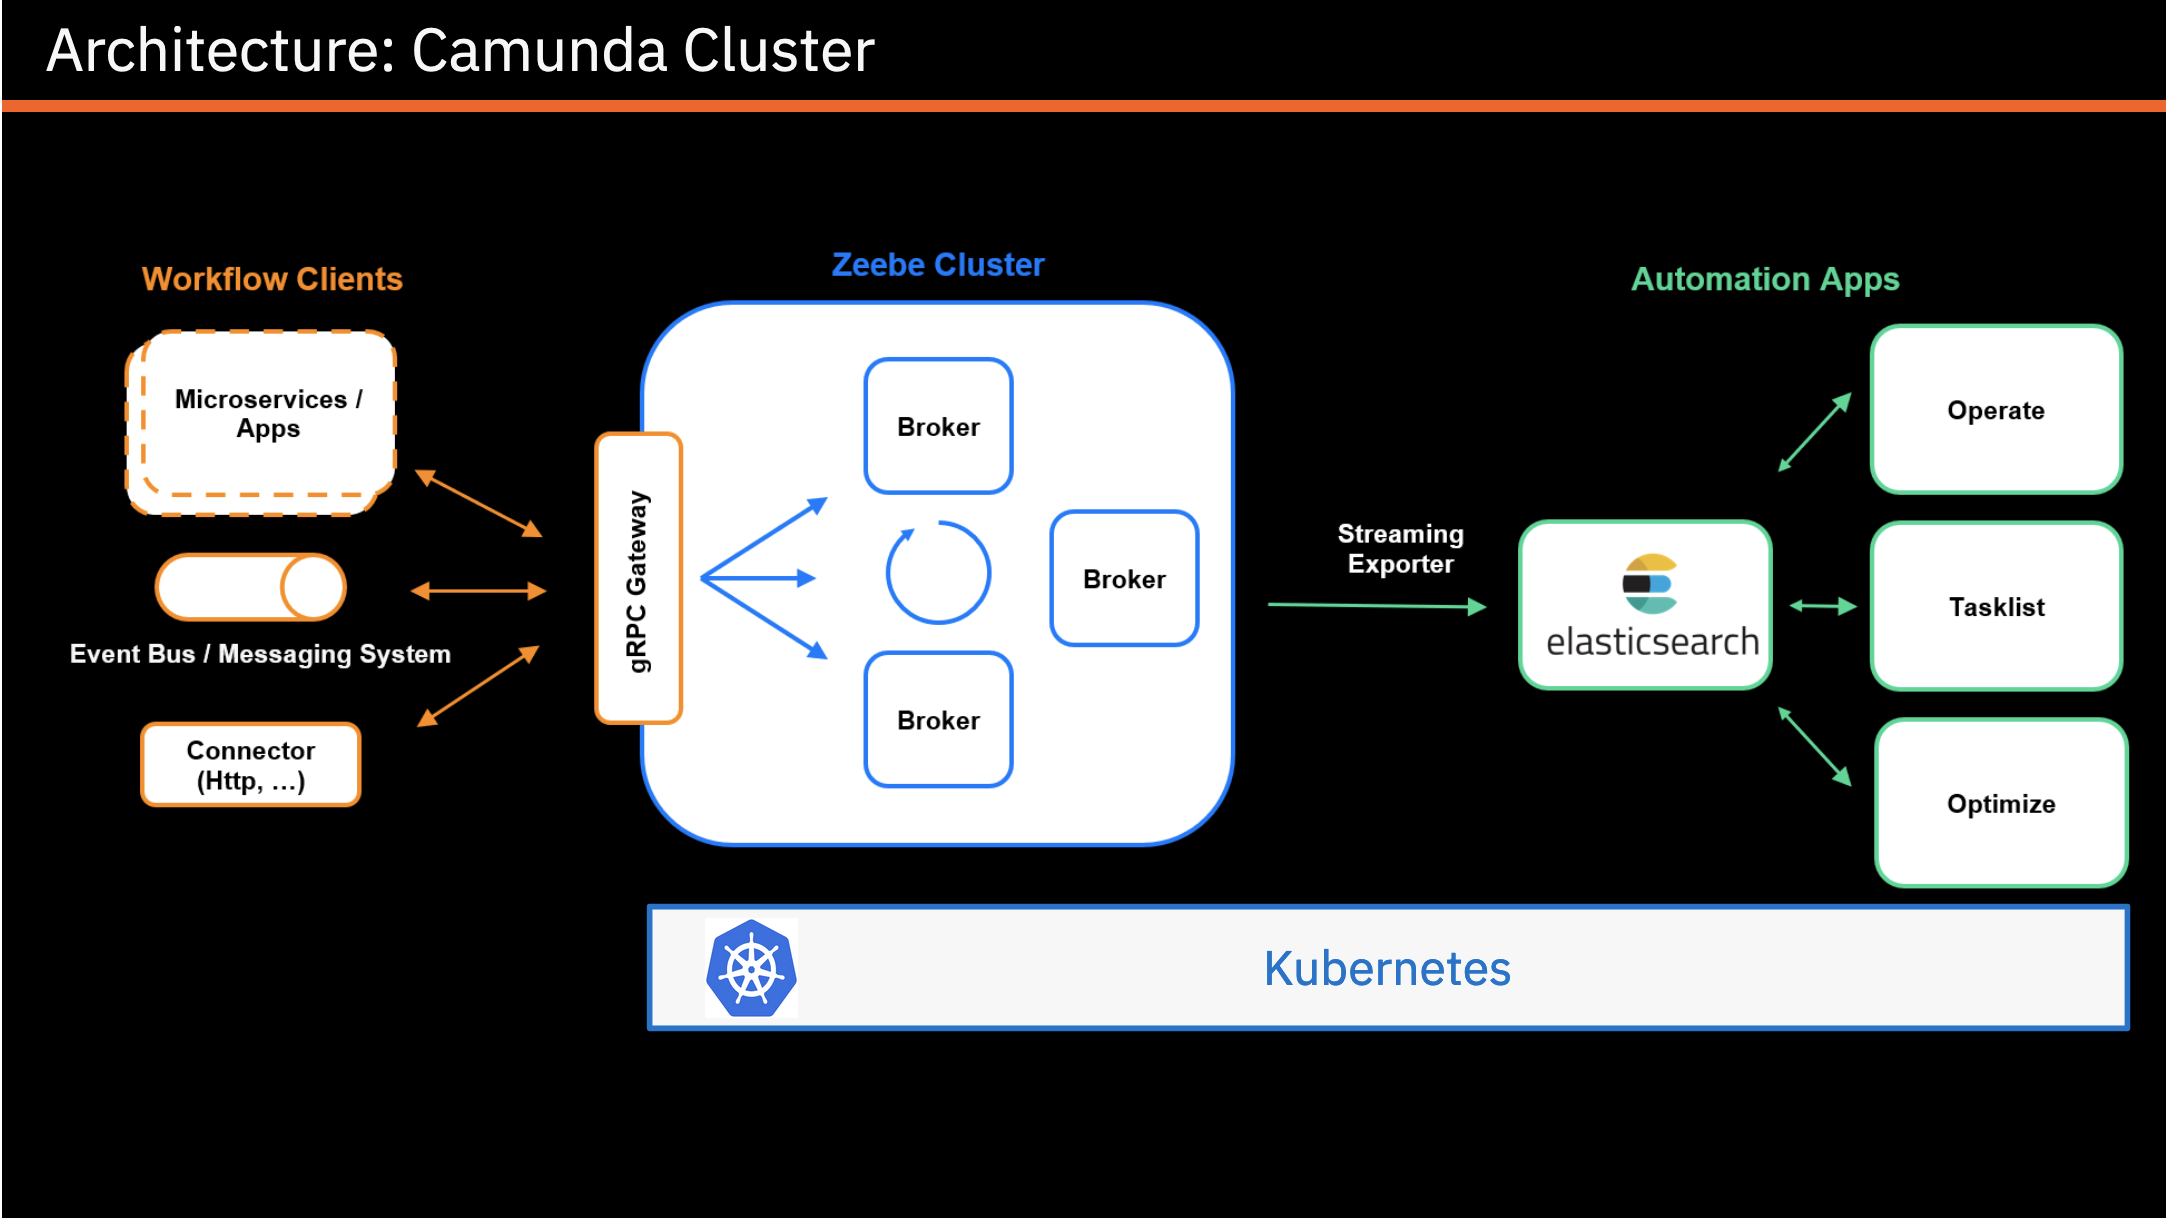 Architecture: Camunda Cluster
Workflow Clients
Microservices /
Apps
Event Bus / Messaging System
Connector
(Http, ...)
Zeebe Cluster
gRPC Gateway
Broker
Broker
Broker
Streaming
Exporter
Automation Apps
elasticsearch
Operate
Tasklist
Optimize
Kubernetes